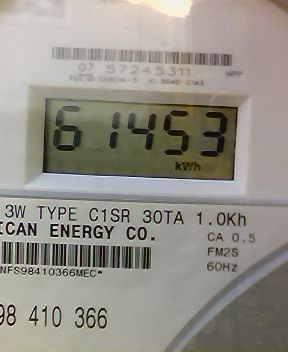 07 57245311 HPP
61453
kWh
3W TYPE C1SR 30TA 1.0Kh
ICAN ENERGY CO.
CA 0.5
FM2S
60Hz
NFS98410366MEC*
98 410 366